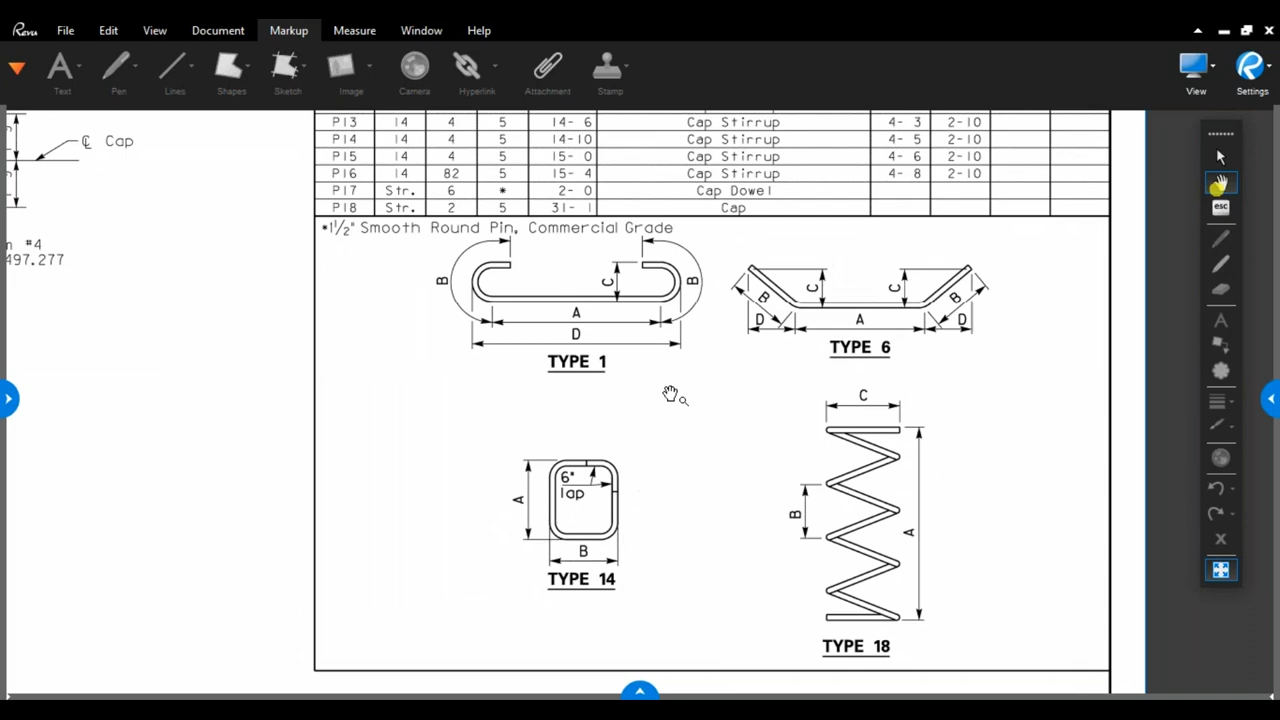 Revu File Edit View Document Markup Measure Window Help
Text Pen Lines Shapes Sketch Image Camera Hyperlink Attachment Stamp View Settings
P13 14 4 5 14- 6 Cap Stirrup 4- 3 2-10
P14 14 4 5 14-10 Cap Stirrup 4- 5 2-10
P15 14 4 5 15- 0 Cap Stirrup 4- 6 2-10
P16 14 82 5 15- 4 Cap Stirrup 4- 8 2-10
P17 Str. 6 * 2- 0 Cap Dowel
P18 Str. 2 5 31- 1 Cap
℄ Cap
#4
497.277
*1½" Smooth Round Pin, Commercial Grade
B C B
A
D
TYPE 1
C C
B B
D A D
TYPE 6
A
6"
lap
B
TYPE 14
C
B
A
TYPE 18
esc
A